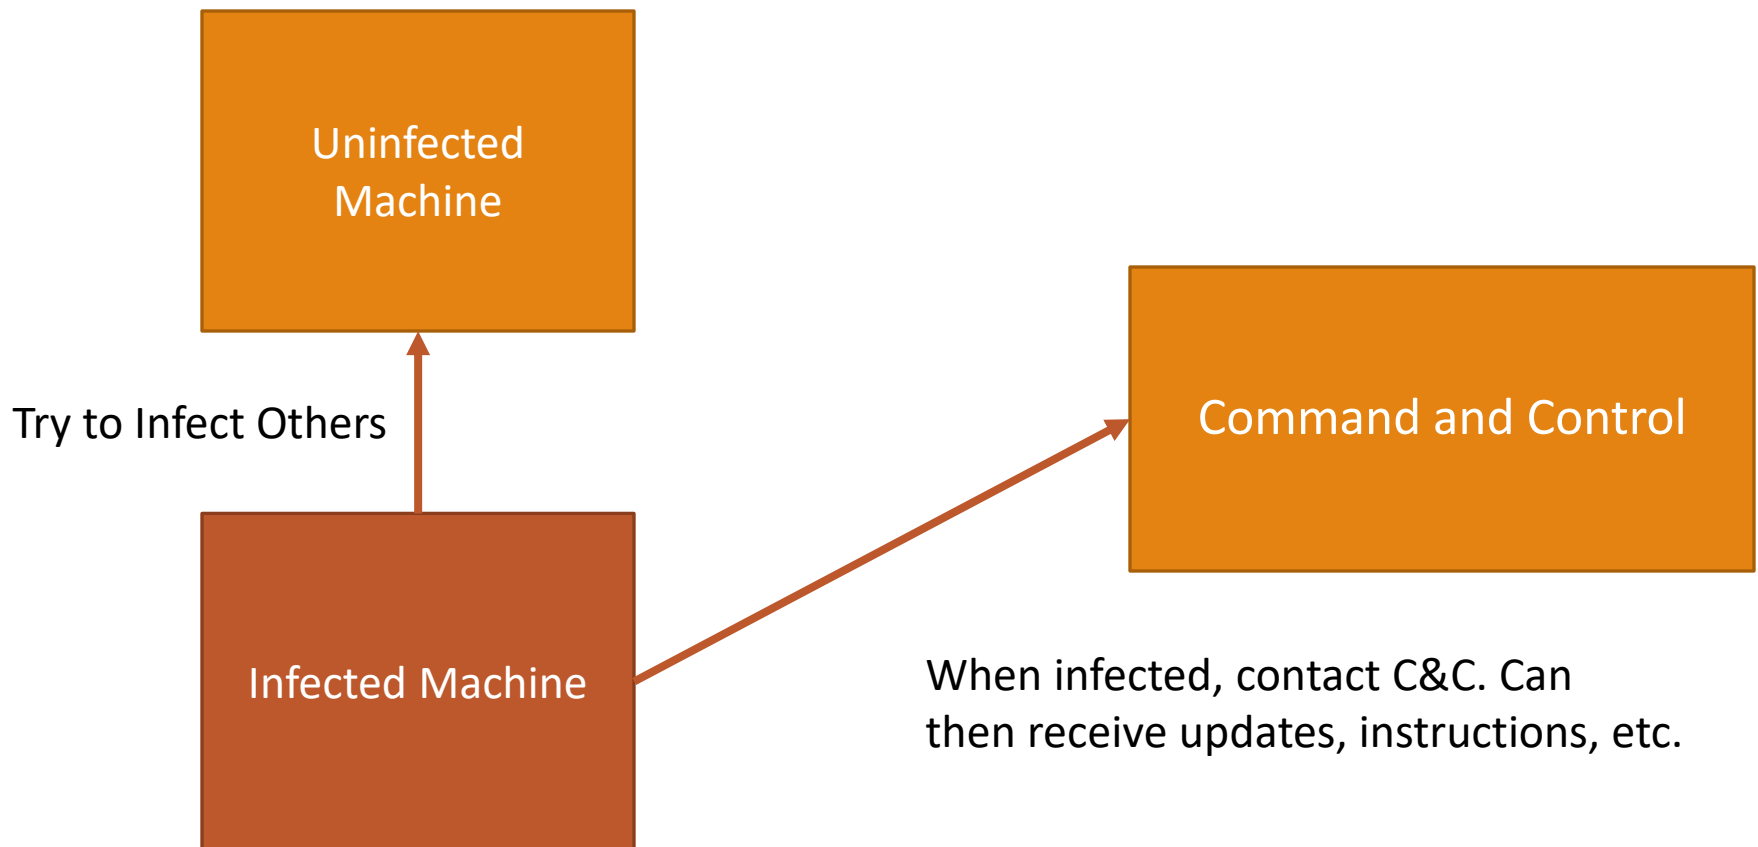 Uninfected
Machine
Try to Infect Others
Command and Control
Infected Machine
When infected, contact C&C. Can
then receive updates, instructions, etc.